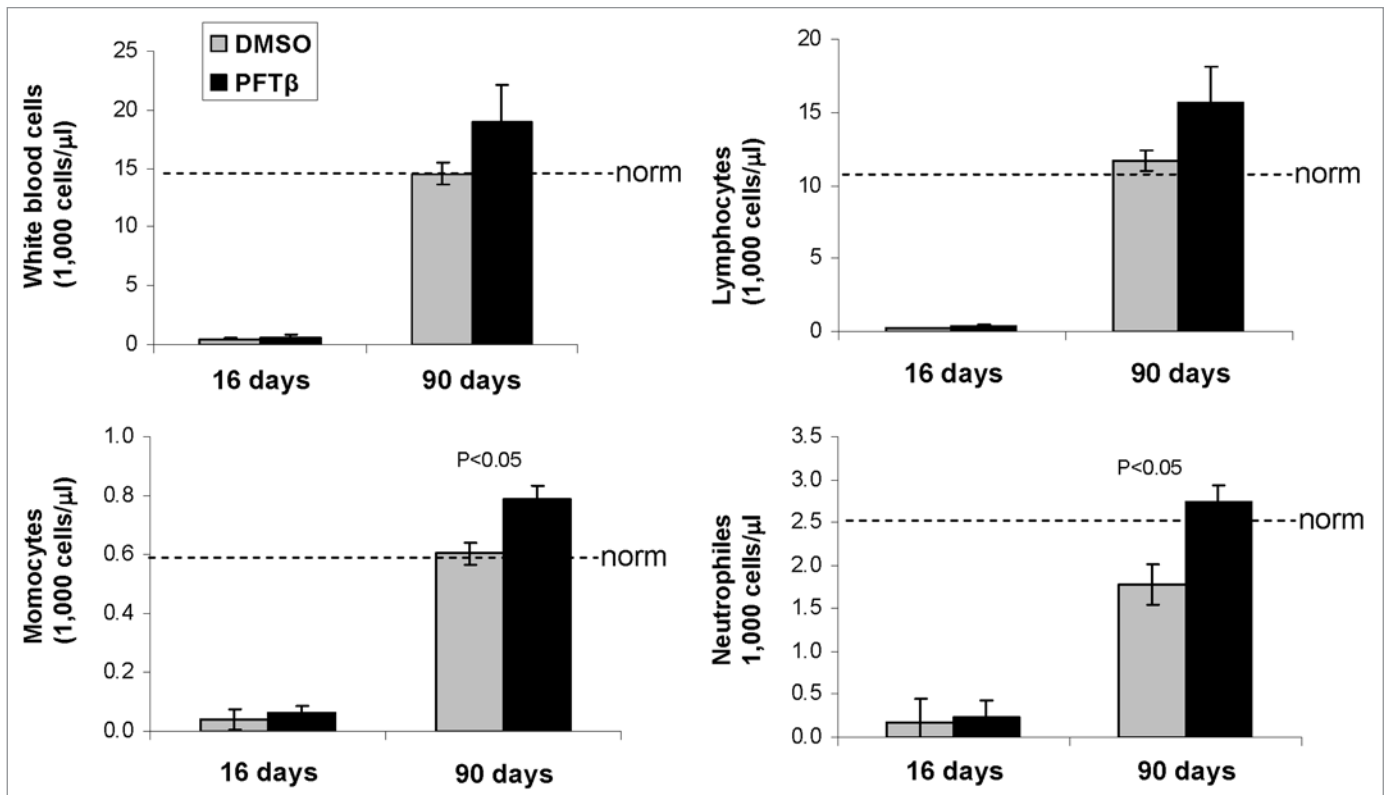 DMSO
PFTβ
White blood cells
(1,000 cells/µl)
25
20
15
10
5
0
norm
16 days
90 days
Lymphocytes
(1,000 cells/µl)
20
15
10
5
0
norm
16 days
90 days
Momocytes
(1,000 cells/µl)
1.0
0.8
0.6
0.4
0.2
0.0
P<0.05
norm
16 days
90 days
Neutrophiles
1,000 cells/µl
3.5
3.0
2.5
2.0
1.5
1.0
0.5
0.0
P<0.05
norm
16 days
90 days